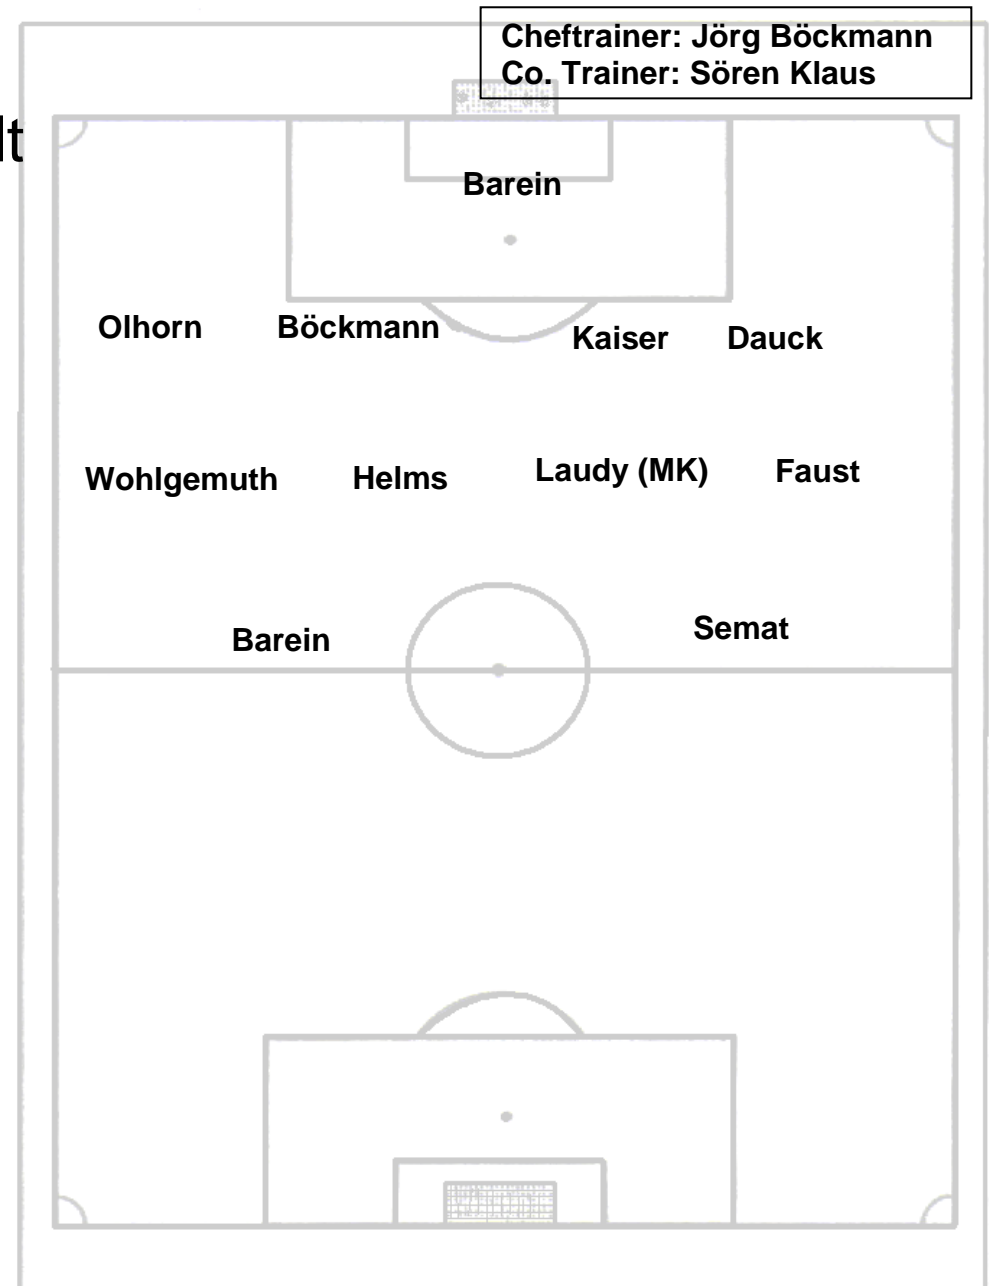 Cheftrainer: Jörg Böckmann
Co. Trainer: Sören Klaus
lt
Barein
Olhorn Böckmann Kaiser Dauck
Wohlgemuth Helms Laudy (MK) Faust
Barein Semat